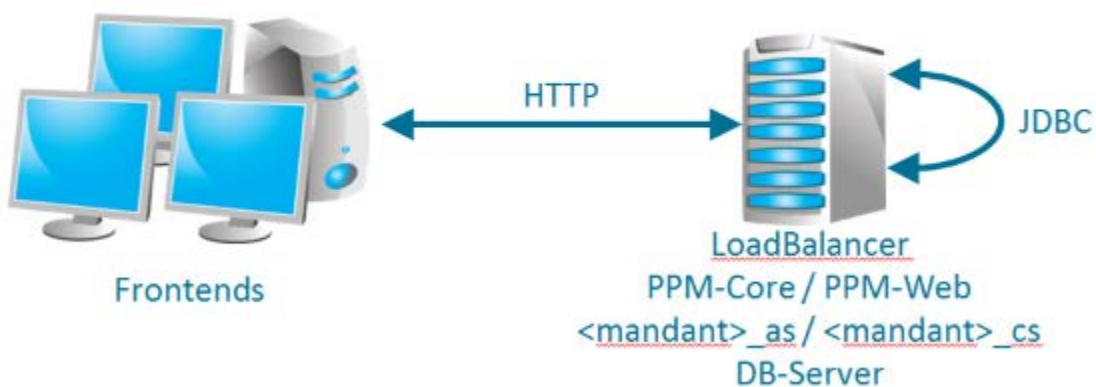 HTTP
JDBC
Frontends
LoadBalancer
PPM-Core / PPM-Web
<mandant>_as / <mandant>_cs
DB-Server